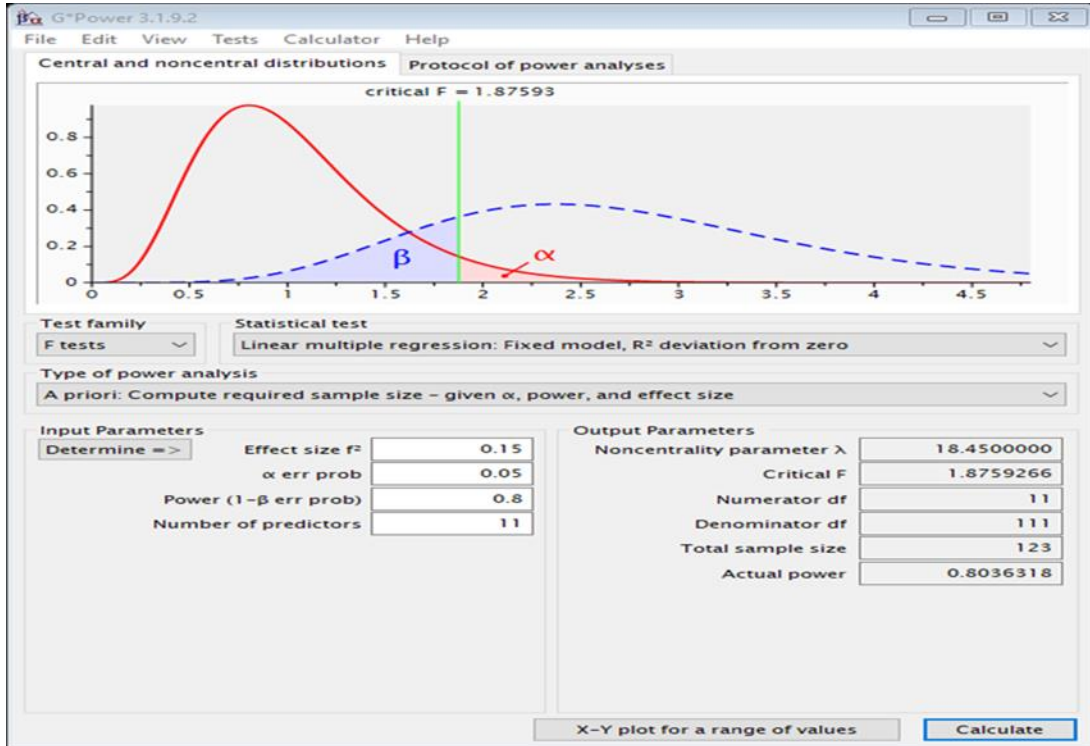 βα G*Power 3.1.9.2
File Edit View Tests Calculator Help
Central and noncentral distributions Protocol of power analyses
critical F = 1.87593
0.8
0.6
0.4
0.2
0
β
α
0 0.5 1 1.5 2 2.5 3 3.5 4 4.5
Test family Statistical test
F tests Linear multiple regression: Fixed model, R² deviation from zero
Type of power analysis
A priori: Compute required sample size – given α, power, and effect size
Input Parameters Output Parameters
Determine => Effect size f² 0.15 Noncentrality parameter λ 18.4500000
α err prob 0.05 Critical F 1.8759266
Power (1-β err prob) 0.8 Numerator df 11
Number of predictors 11 Denominator df 111
Total sample size 123
Actual power 0.8036318
X-Y plot for a range of values Calculate